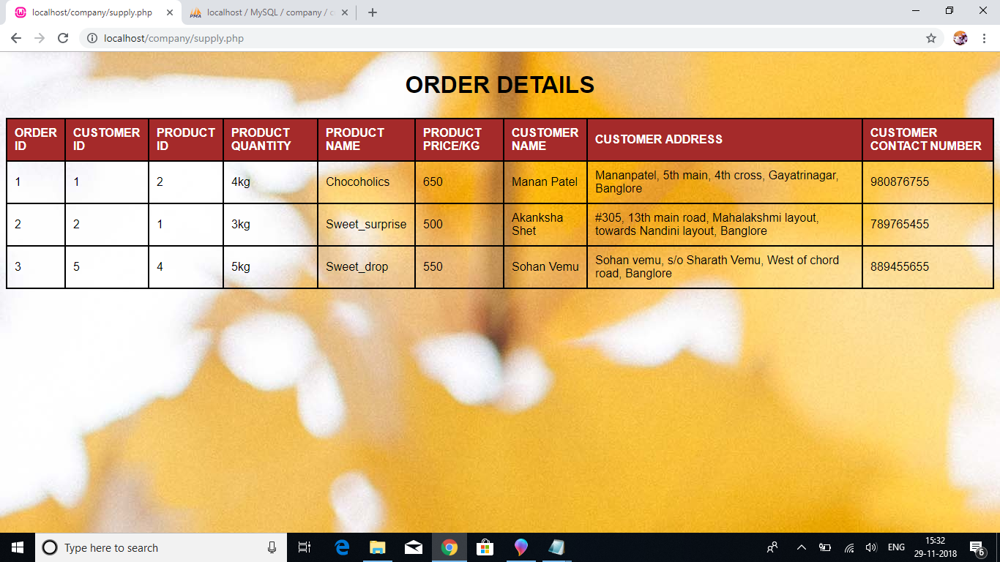 localhost/company/supply.php
localhost / MySQL / company / c
localhost/company/supply.php
ORDER DETAILS
ORDER ID
CUSTOMER ID
PRODUCT ID
PRODUCT QUANTITY
PRODUCT NAME
PRODUCT PRICE/KG
CUSTOMER NAME
CUSTOMER ADDRESS
CUSTOMER CONTACT NUMBER
1
1
2
4kg
Chocoholics
650
Manan Patel
Mananpatel, 5th main, 4th cross, Gayatrinagar,
Banglore
980876755
2
2
1
3kg
Sweet_surprise
500
Akanksha
Shet
#305, 13th main road, Mahalakshmi layout,
towards Nandini layout, Banglore
789765455
3
5
4
5kg
Sweet_drop
550
Sohan Vemu
Sohan vemu, s/o Sharath Vemu, West of chord
road, Banglore
889455655
Type here to search
ENG
15:32
29-11-2018
6